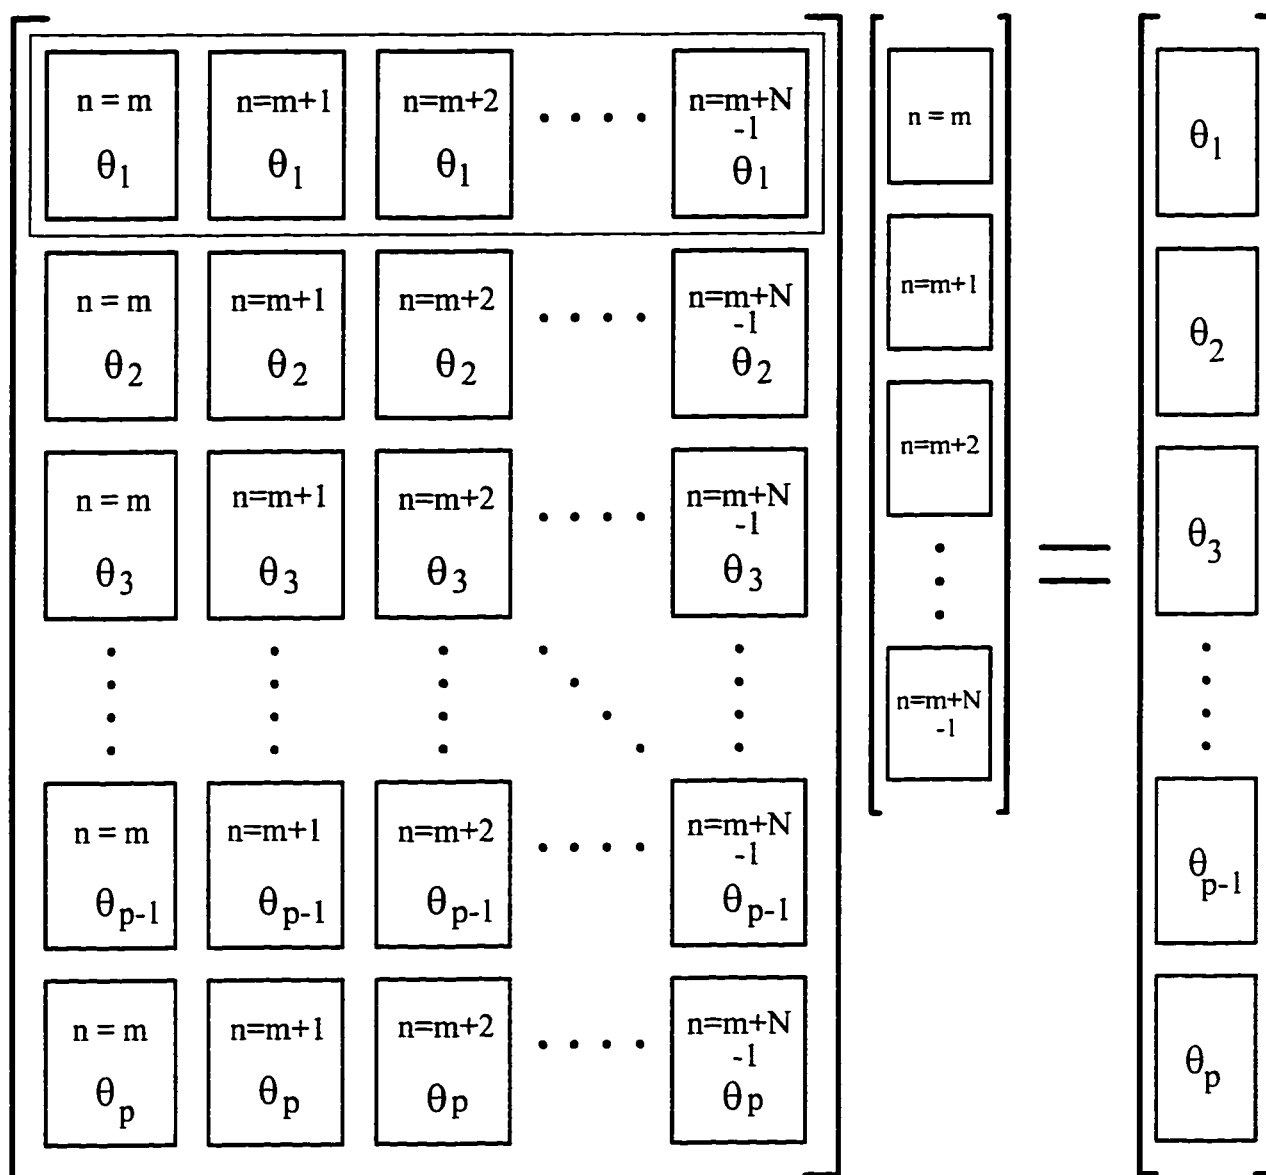 n = m n=m+1 n=m+2 n=m+N
-1
θ1 θ1 θ1 θ1
n = m n=m+1 n=m+2 n=m+N
-1
θ2 θ2 θ2 θ2
n = m n=m+1 n=m+2 n=m+N
-1
θ3 θ3 θ3 θ3
n = m n=m+1 n=m+2 n=m+N
-1
θp-1 θp-1 θp-1 θp-1
n = m n=m+1 n=m+2 n=m+N
-1
θp θp θp θp
n = m
n=m+1
n=m+2
n=m+N
-1
=
θ1
θ2
θ3
θp-1
θp